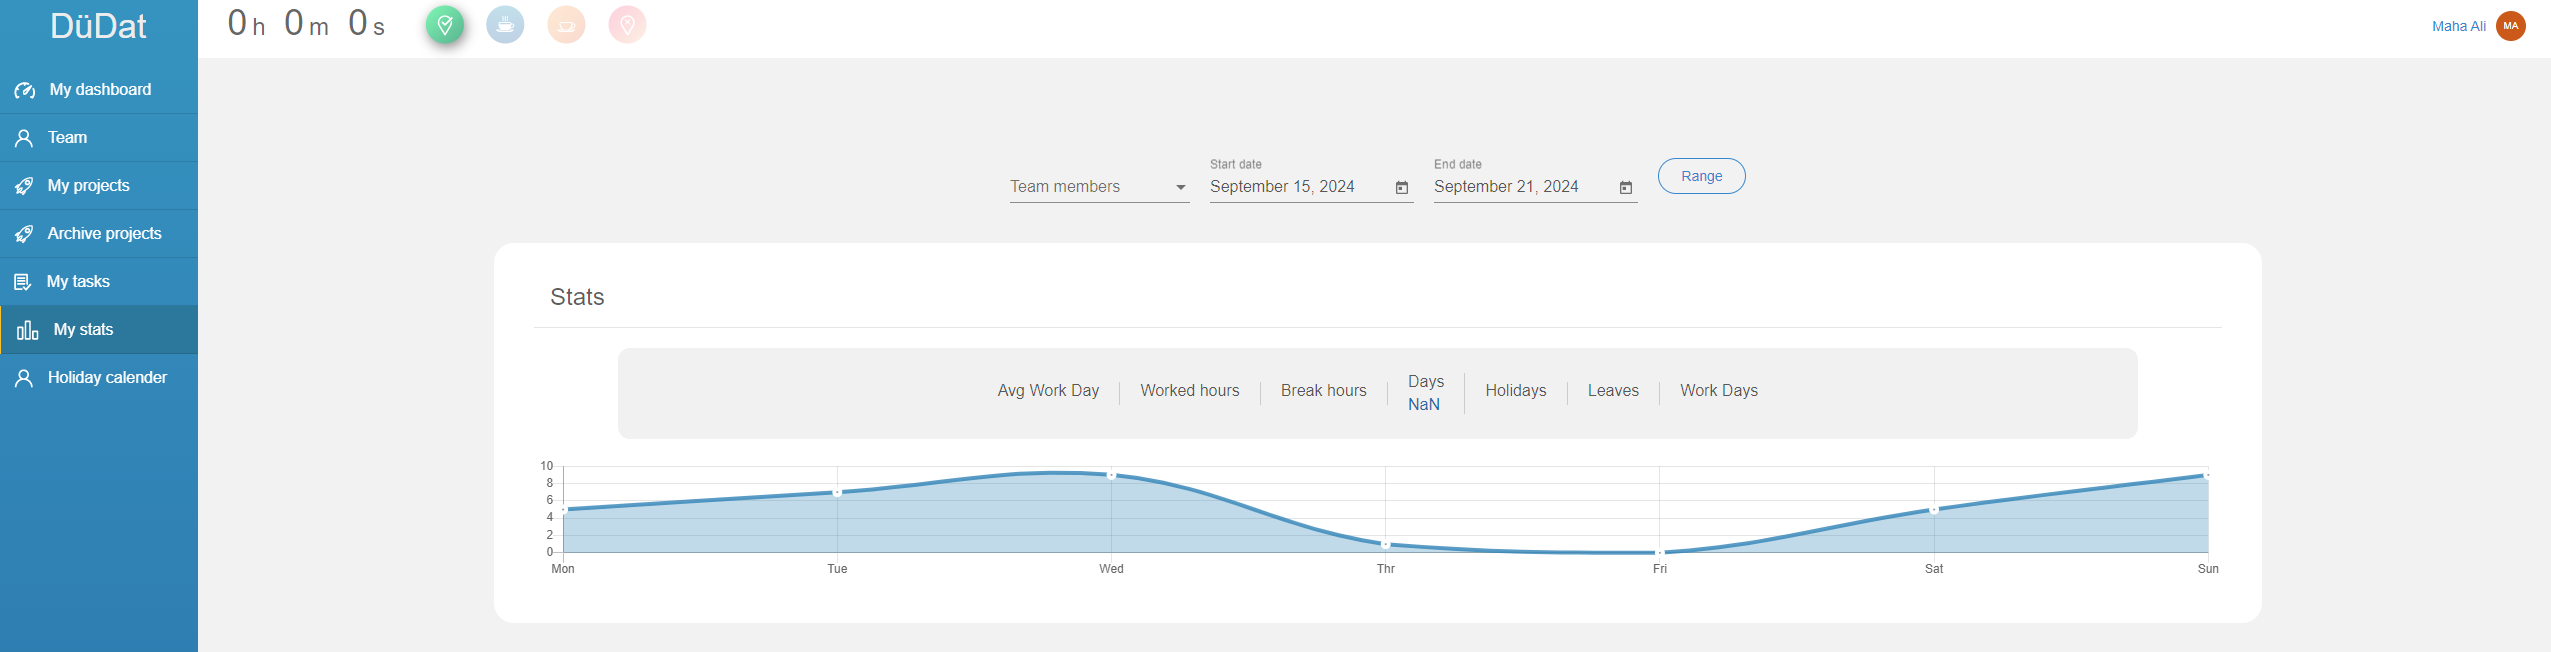 DüDat
0 h 0 m 0 s
Maha Ali MA
My dashboard
Team
My projects
Archive projects
My tasks
My stats
Holiday calender
Team members
Start date
September 15, 2024
End date
September 21, 2024
Range
Stats
Avg Work Day
Worked hours
Break hours
Days
NaN
Holidays
Leaves
Work Days
10
8
6
4
2
0
Mon Tue Wed Thr Fri Sat Sun